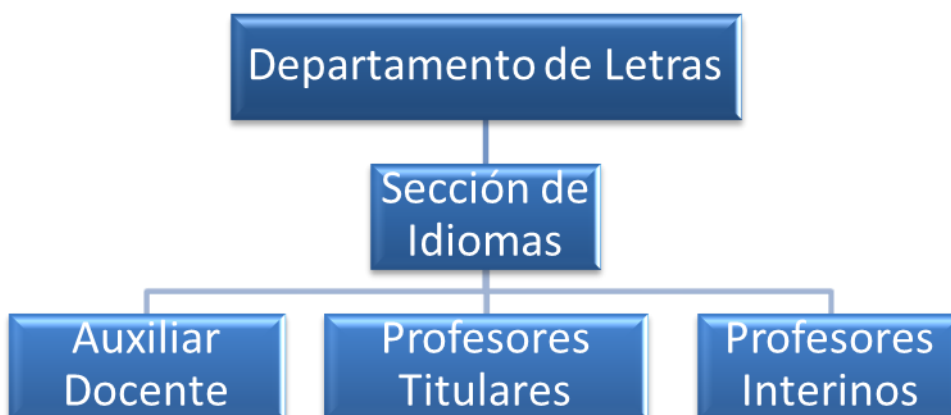 Departamento de Letras
Sección de
Idiomas
Auxiliar
Docente
Profesores
Titulares
Profesores
Interinos